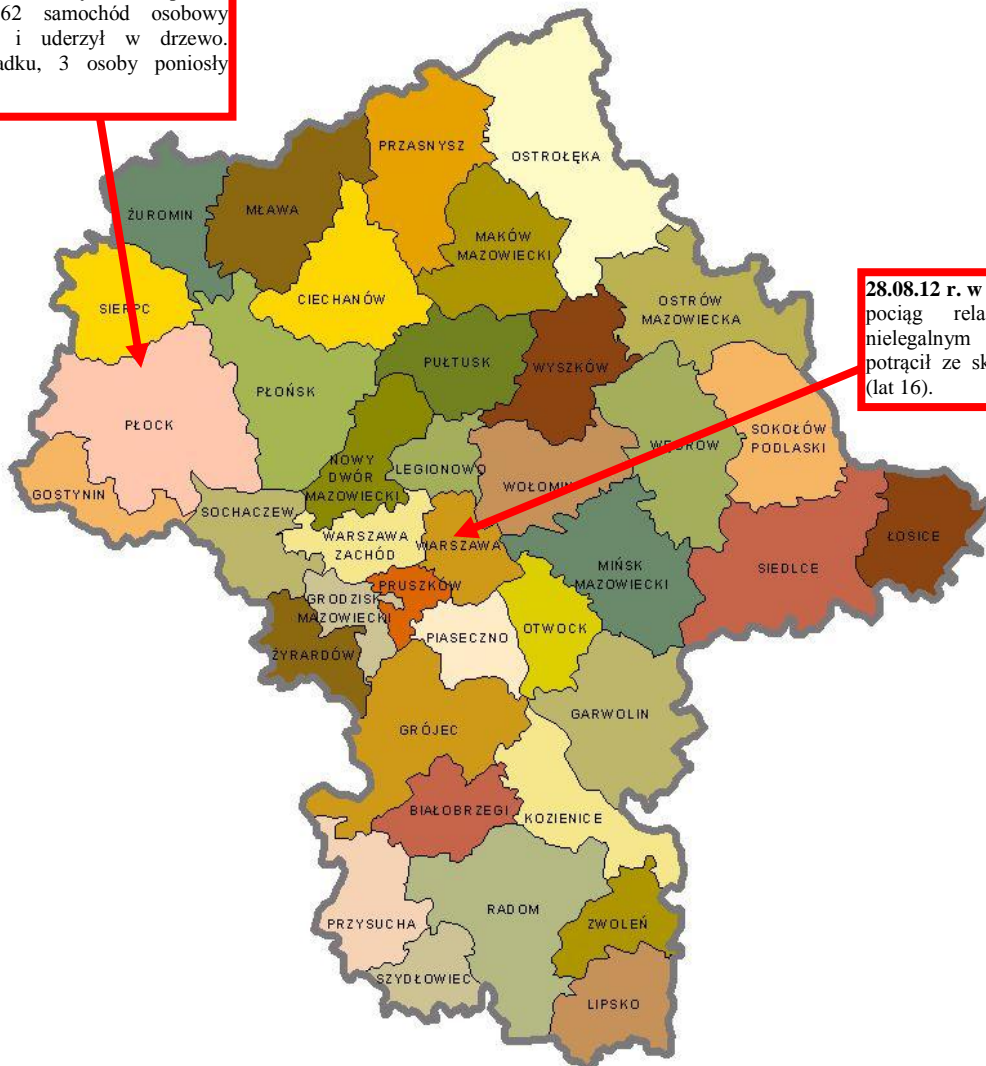 62 samochód osobowy
i uderzył w drzewo.
adku, 3 osoby poniosły
28.08.12 r. w
pociąg rela
nielegalnym
potrącił ze sk
(lat 16).
PRZASNYSZ
OSTROŁĘKA
ŻUROMIN
MŁAWA
MAKÓW
MAZOWIECKI
SIERPC
CIECHANÓW
OSTRÓW
MAZOWIECKA
PŁOCK
PŁOŃSK
PUŁTUSK
WYSZKÓW
SOKOŁÓW
PODLASKI
WĘGRÓW
GOSTYNIN
NOWY
DWÓR
MAZOWIECKI
LEGIONOWO
WOŁOMIN
SOCHACZEW
WARSZAWA
ZACHÓD
WARSZAWA
MIŃSK
MAZOWIECKI
SIEDLCE
ŁOSICE
PRUSZKÓW
GRODZISK
MAZOWIECKI
PIASECZNO
OTWOCK
ŻYRARDÓW
GRÓJEC
GARWOLIN
BIAŁOBRZEGI
KOZIENICE
PRZYSUCHA
RADOM
ZWOLEŃ
SZYDŁOWIEC
LIPSKO